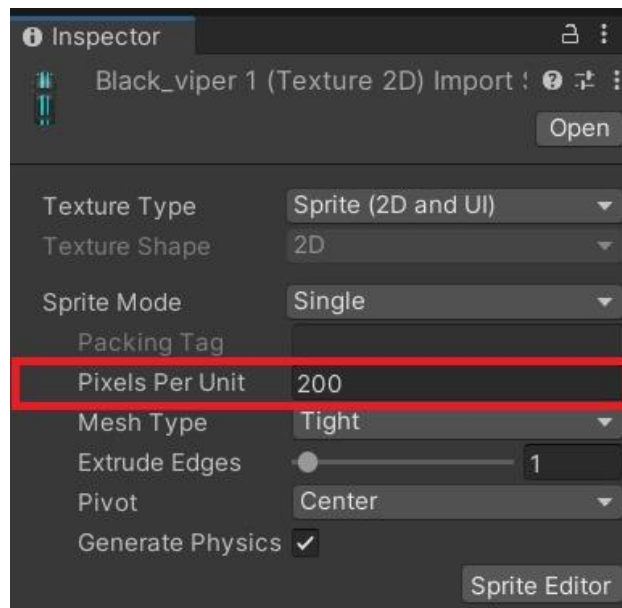 Inspector
Black_viper 1 (Texture 2D) Import
Open
Texture Type Sprite (2D and UI)
Texture Shape 2D
Sprite Mode Single
Packing Tag
Pixels Per Unit 200
Mesh Type Tight
Extrude Edges 1
Pivot Center
Generate Physics
Sprite Editor